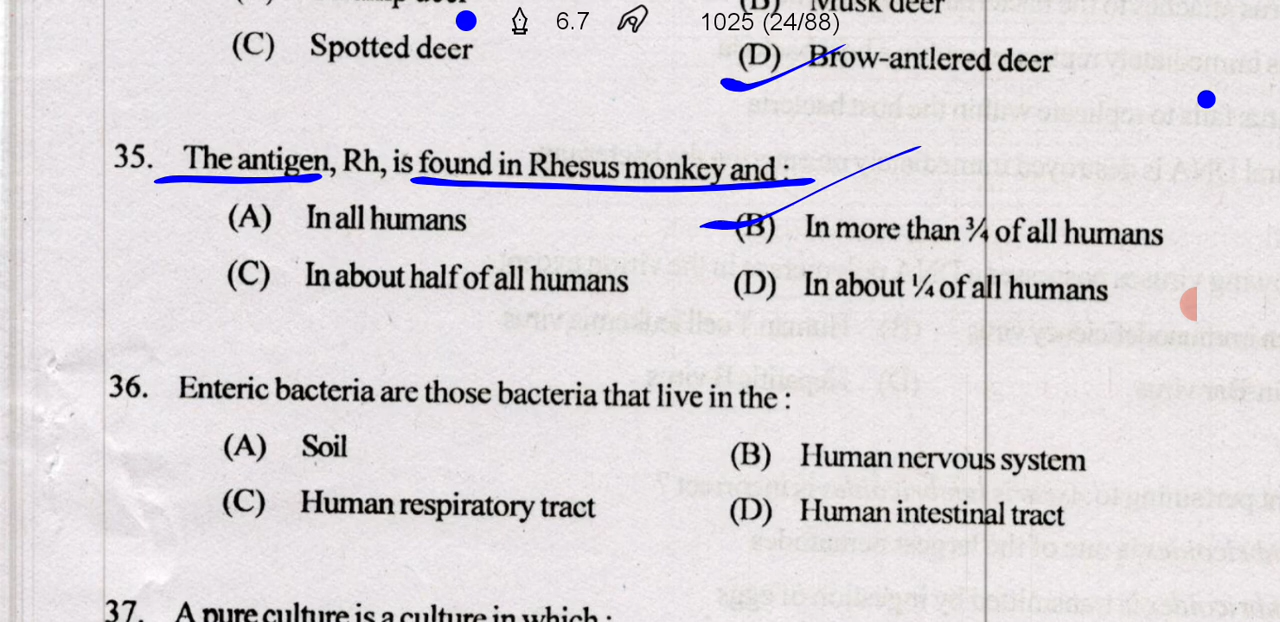 Musk deer
6.7 1025 (24/88)
(C) Spotted deer (D) Brow-antlered deer
35. The antigen, Rh, is found in Rhesus monkey and :
(A) In all humans (B) In more than ¾ of all humans
(C) In about half of all humans (D) In about ¼ of all humans
36. Enteric bacteria are those bacteria that live in the :
(A) Soil (B) Human nervous system
(C) Human respiratory tract (D) Human intestinal tract
37. A pure culture is a culture in which :